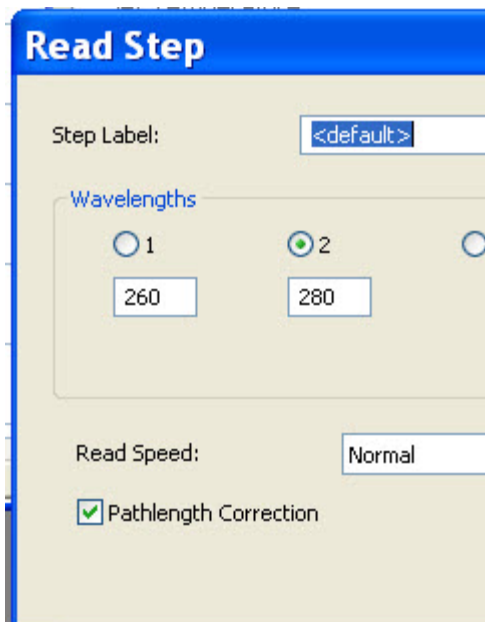 Read Step
Step Label: <default>
Wavelengths
1 2
260 280
Read Speed: Normal
Pathlength Correction